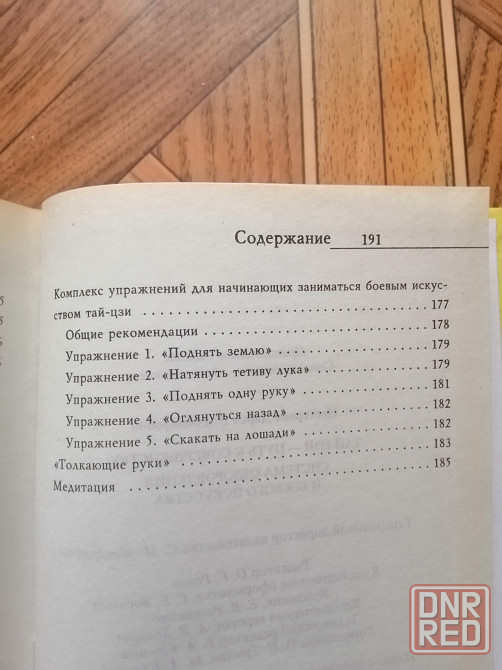 Содержание 191
Комплекс упражнений для начинающих заниматься боевым искус-
ством тай-цзи . . . . . . . . . . . . . . . . . . . . . . . . . . 177
Общие рекомендации . . . . . . . . . . . . . . . . . . . . . 178
Упражнение 1. «Поднять землю» . . . . . . . . . . . . . . . 179
Упражнение 2. «Натянуть тетиву лука» . . . . . . . . . . . 179
Упражнение 3. «Поднять одну руку» . . . . . . . . . . . . . 181
Упражнение 4. «Оглянуться назад» . . . . . . . . . . . . . . 182
Упражнение 5. «Скакать на лошади» . . . . . . . . . . . . . 182
«Толкающие руки» . . . . . . . . . . . . . . . . . . . . . . . 183
Медитация . . . . . . . . . . . . . . . . . . . . . . . . . . . 185
DNR
RED